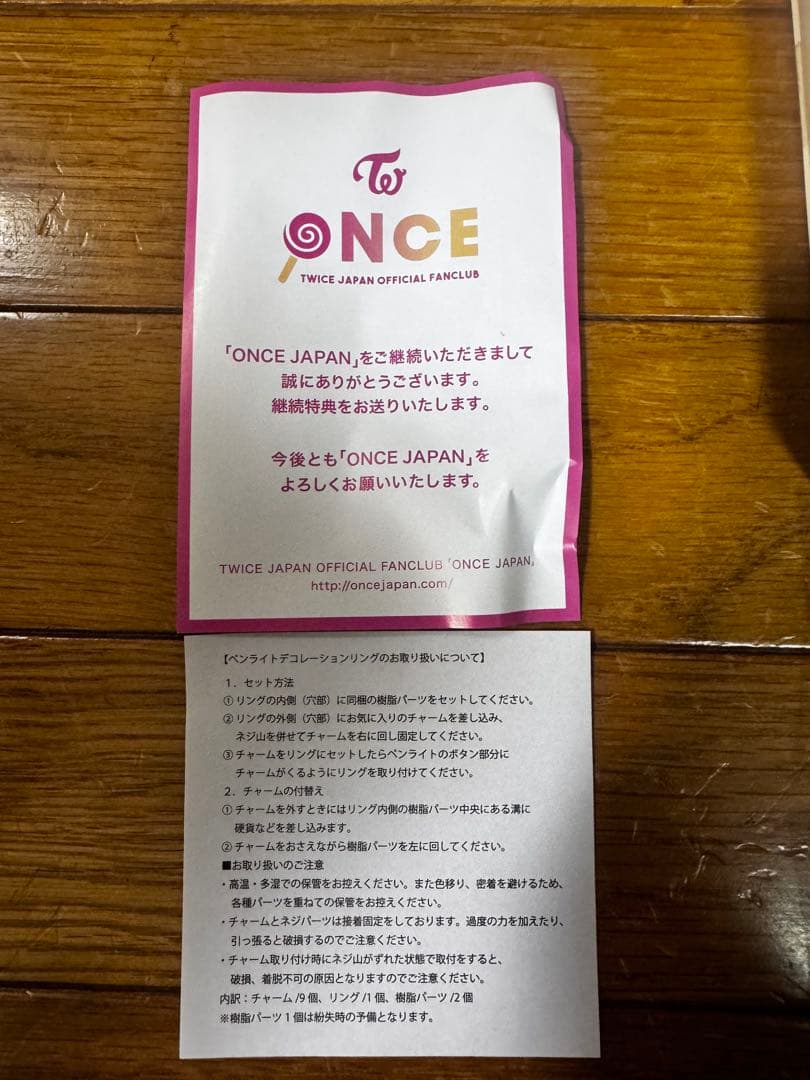 TW
ONCE
TWICE JAPAN OFFICIAL FANCLUB
「ONCE JAPAN」をご継続いただきまして
誠にありがとうございます。
継続特典をお送りいたします。
今後とも「ONCE JAPAN」を
よろしくお願いいたします。
TWICE JAPAN OFFICIAL FANCLUB 「ONCE JAPAN」
http://oncejapan.com/
【ペンライトデコレーションリングのお取り扱いについて】
１．セット方法
① リングの内側（穴部）に同梱の樹脂パーツをセットしてください。
② リングの外側（穴部）にお気に入りのチャームを差し込み、
ネジ山を併せてチャームを右に回し固定してください。
③ チャームをリングにセットしたらペンライトのボタン部分に
チャームがくるようにリングを取り付けてください。
２．チャームの付替え
① チャームを外すときにはリング内側の樹脂パーツ中央にある溝に
硬貨などを差し込みます。
② チャームをおさえながら樹脂パーツを左に回してください。
■お取り扱いのご注意
・高温・多湿での保管をお控えください。また色移り、密着を避けるため、
各種パーツを重ねての保管をお控えください。
・チャームとネジパーツは接着固定をしております。過度の力を加えたり、
引っ張ると破損するのでご注意ください。
・チャーム取り付け時にネジ山がずれた状態で取付をすると、
破損、着脱不可の原因となりますのでご注意ください。
内訳：チャーム /9 個、リング /1 個、樹脂パーツ /2 個
※樹脂パーツ 1 個は紛失時の予備となります。